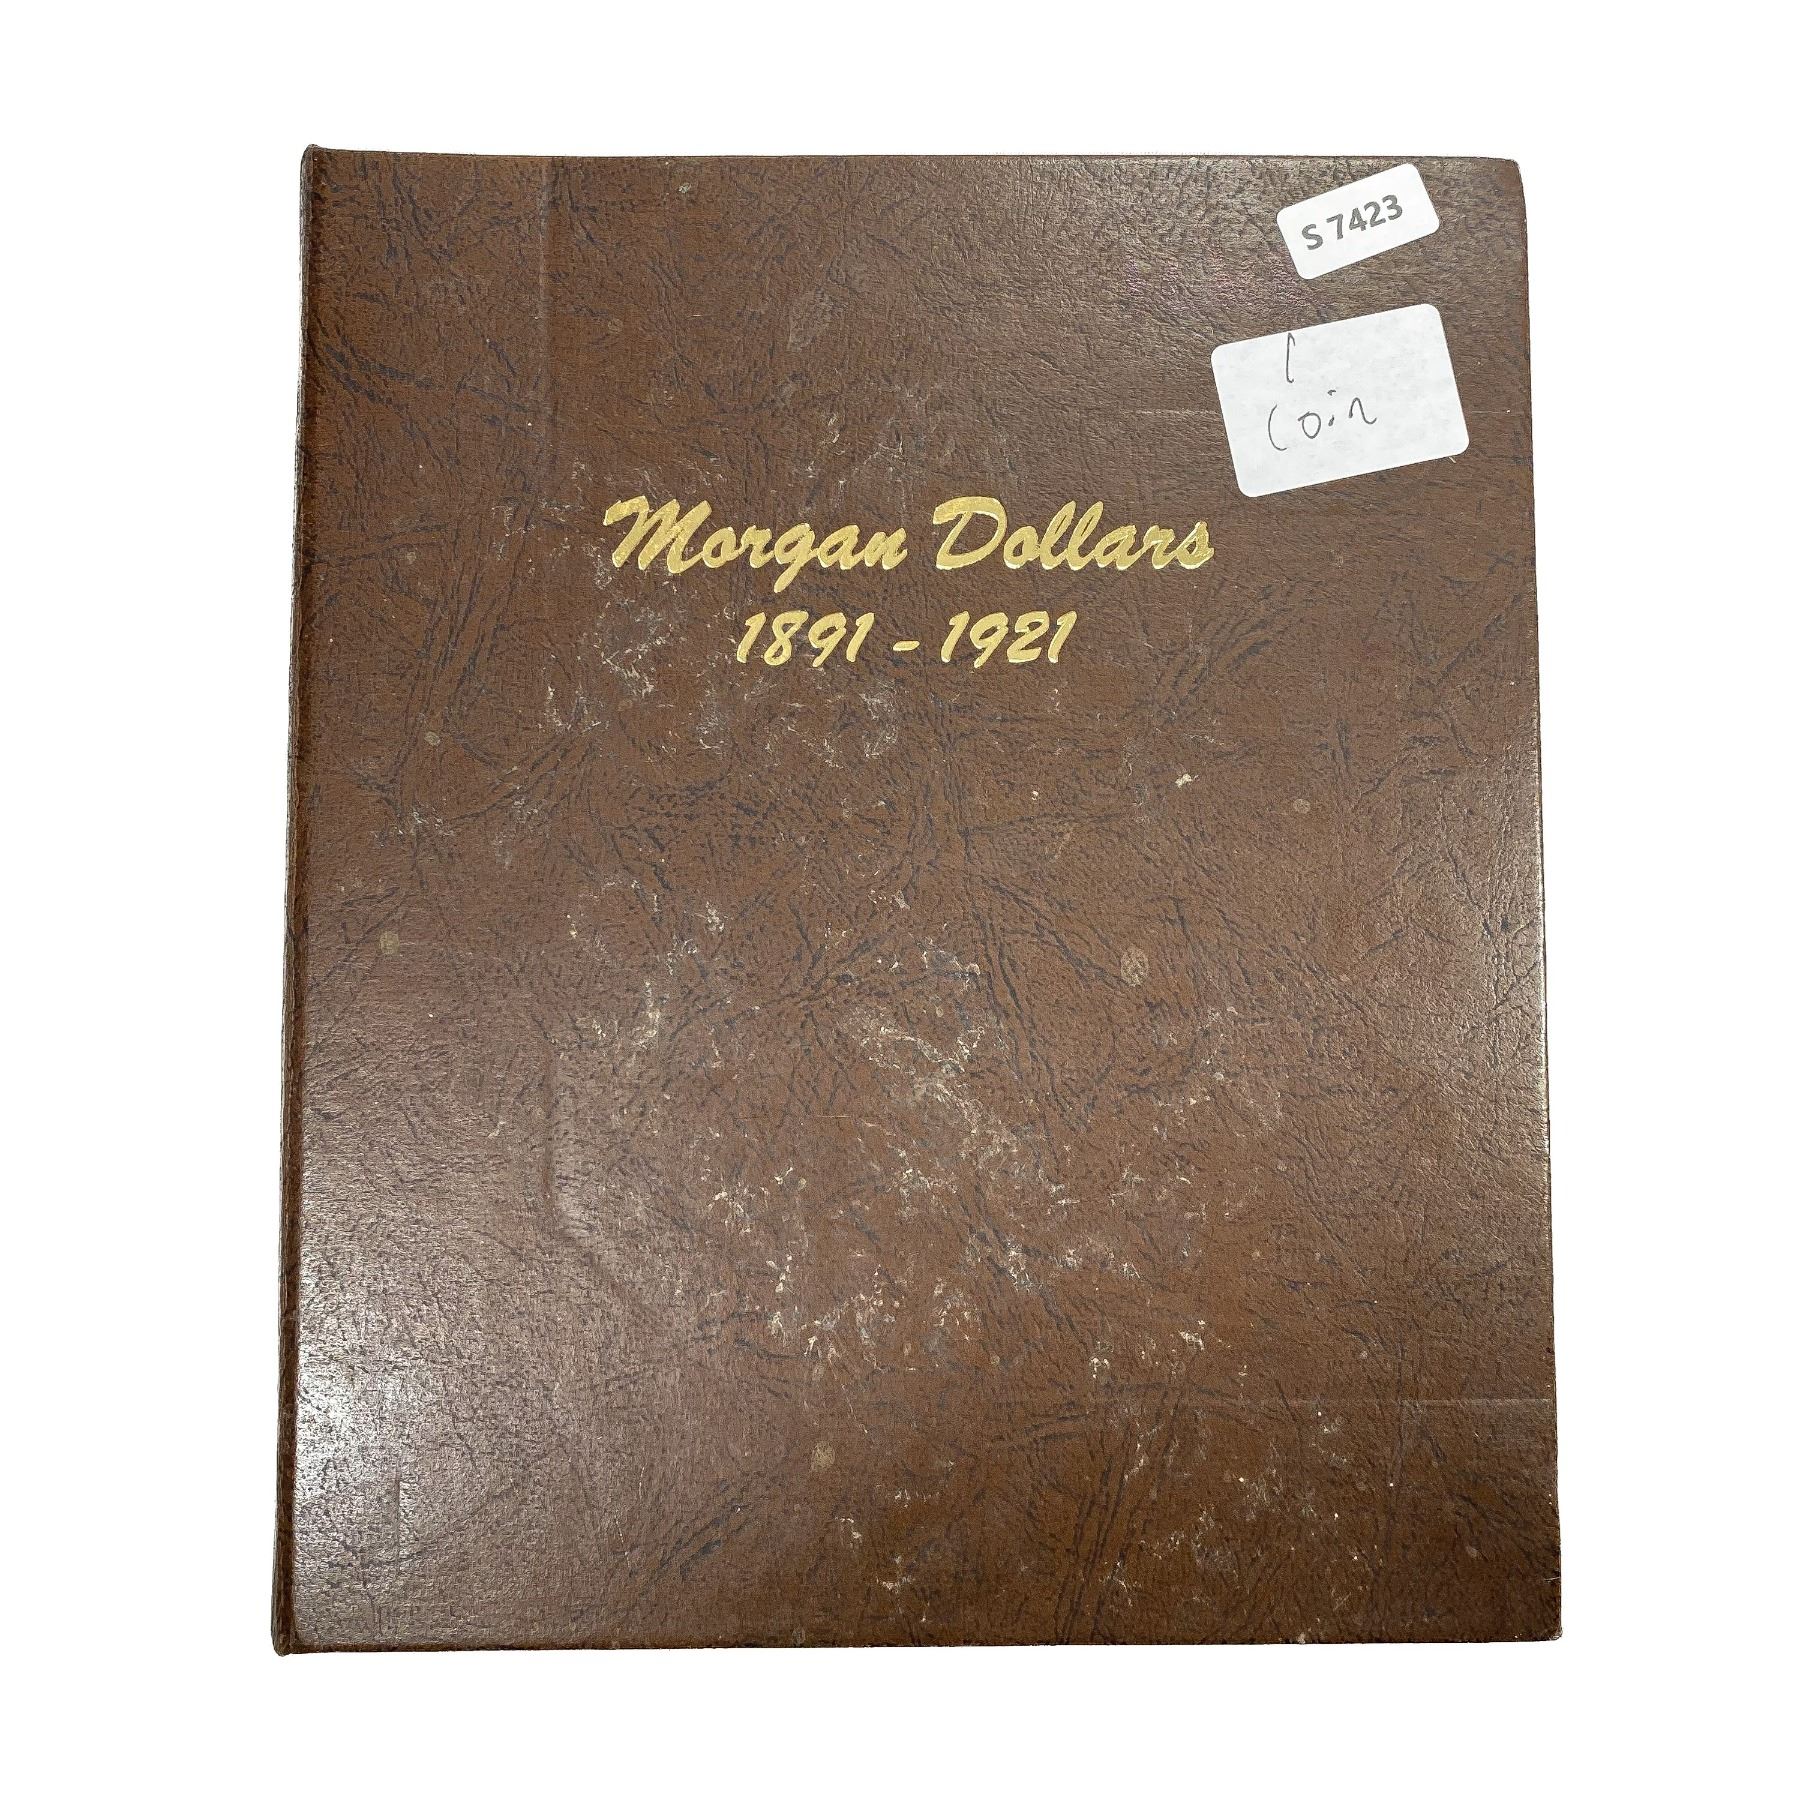 S 7423
1
Coin
Morgan Dollars
1891 - 1921